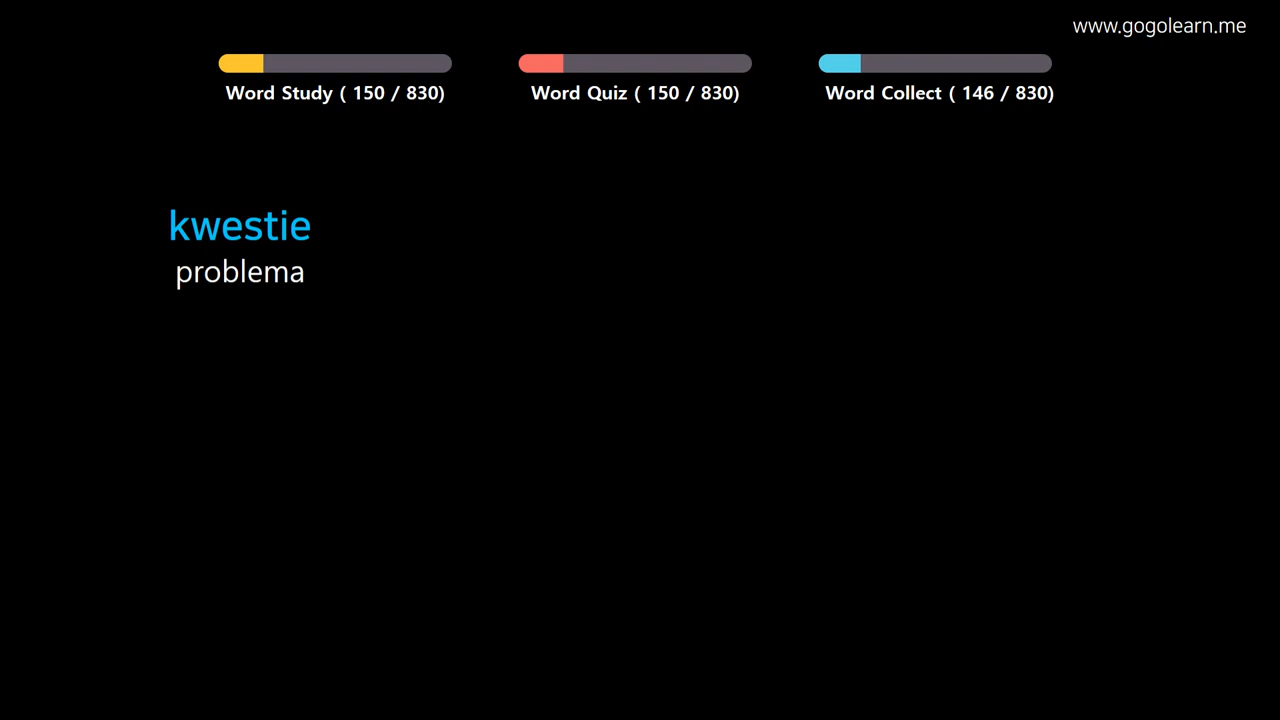 www.gogolearn.me
Word Study ( 150 / 830)
Word Quiz ( 150 / 830)
Word Collect ( 146 / 830)
kwestie
problema